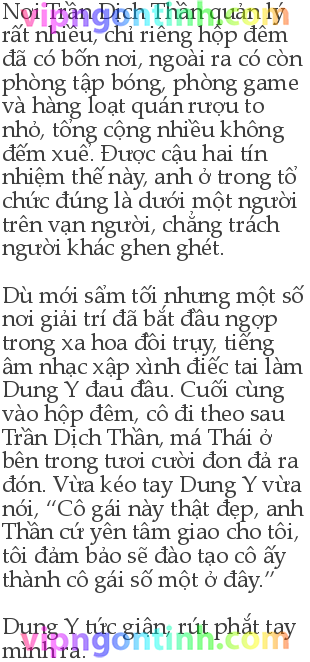 Nơi Trần Dịch Thần quản lý
rất nhiều, chỉ riêng hộp đêm
đã có bốn nơi, ngoài ra có còn
phòng tập bóng, phòng game
và hàng loạt quán rượu to
nhỏ, tổng cộng nhiều không
đếm xuể. Được cậu hai tín
nhiệm thế này, anh ở trong tổ
chức đúng là dưới một người
trên vạn người, chẳng trách
người khác ghen ghét.
Dù mới sẩm tối nhưng một số
nơi giải trí đã bắt đầu ngợp
trong xa hoa đồi trụy, tiếng
âm nhạc xập xình điếc tai làm
Dung Y đau đầu. Cuối cùng
vào hộp đêm, cô đi theo sau
Trần Dịch Thần, má Thái ở
bên trong tươi cười đon đả ra
đón. Vừa kéo tay Dung Y vừa
nói, “Cô gái này thật đẹp, anh
Thần cứ yên tâm giao cho tôi,
tôi đảm bảo sẽ đào tạo cô ấy
thành cô gái số một ở đây.”
Dung Y tức giận, rút phắt tay
mình ra.
vipngontinh.com
vipngontinh.com